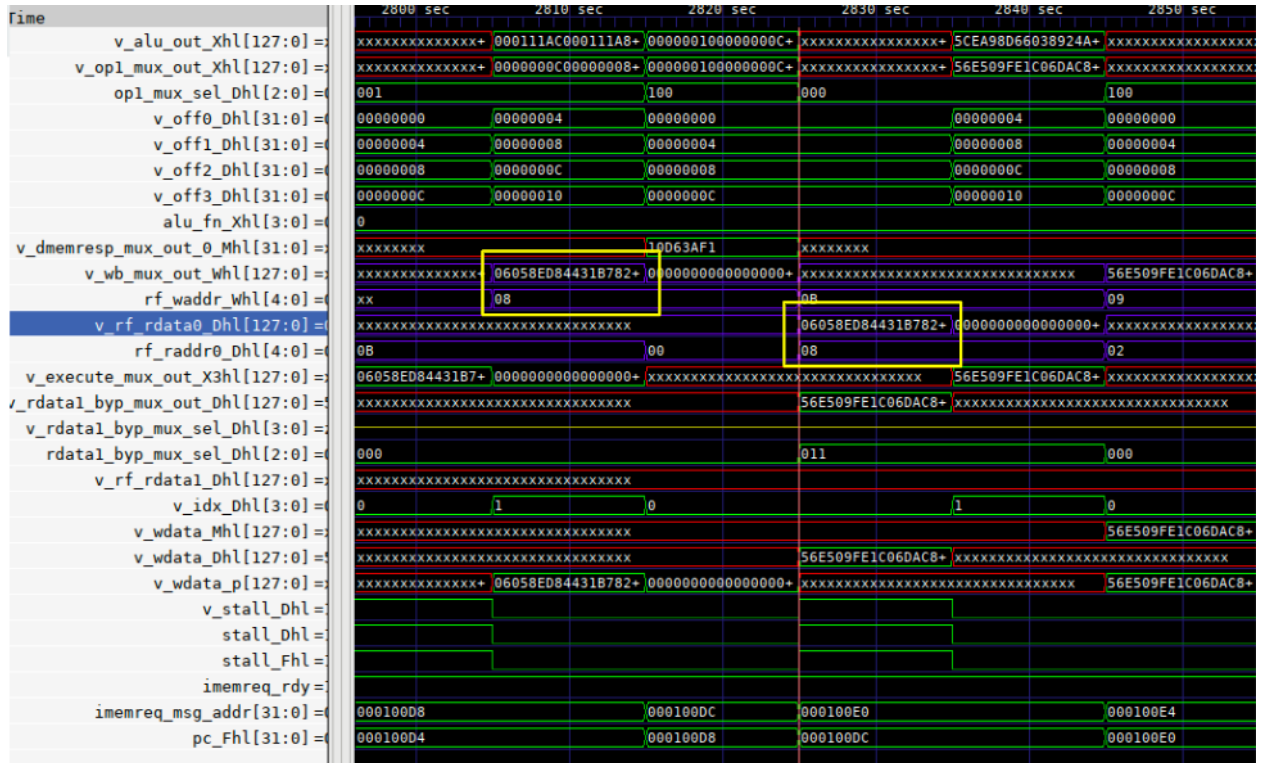 Time 2800 sec 2810 sec 2820 sec 2830 sec 2840 sec 2850 sec
v_alu_out_Xhl[127:0] = xxxxxxxxxxxxxx+ 000111AC000111A8+ 000000100000000C+ xxxxxxxxxxxxxxxx+ 5CEA98D66038924A+ xxxxxxxxxxxxxxxxx
v_op1_mux_out_Xhl[127:0] = xxxxxxxxxxxxxx+ 0000000C00000008+ 000000100000000C+ xxxxxxxxxxxxxxxx+ 56E509FE1C06DAC8+ xxxxxxxxxxxxxxxxx
op1_mux_sel_Dhl[2:0] = 001 100 000 100
v_off0_Dhl[31:0] = 00000000 00000004 00000000 00000004 00000000
v_off1_Dhl[31:0] = 00000004 00000008 00000004 00000008 00000004
v_off2_Dhl[31:0] = 00000008 0000000C 00000008 0000000C 00000008
v_off3_Dhl[31:0] = 0000000C 00000010 0000000C 00000010 0000000C
alu_fn_Xhl[3:0] = 0
v_dmemresp_mux_out_0_Mhl[31:0] = xxxxxxxx 10D63AF1 xxxxxxxx
v_wb_mux_out_Whl[127:0] = xxxxxxxxxxxxxx+ 06058ED84431B782+ 0000000000000000+ xxxxxxxxxxxxxxxxxxxxxxxxxxxxxxxx 56E509FE1C06DAC8+
rf_waddr_Whl[4:0] = xx 08 0B 09
v_rf_rdata0_Dhl[127:0] = xxxxxxxxxxxxxxxxxxxxxxxxxxxxxxxx 06058ED84431B782+ 0000000000000000+ xxxxxxxxxxxxxxxxx
rf_raddr0_Dhl[4:0] = 0B 00 08 02
v_execute_mux_out_X3hl[127:0] = 06058ED84431B7+ 0000000000000000+ xxxxxxxxxxxxxxxxxxxxxxxxxxxxxxxx 56E509FE1C06DAC8+ xxxxxxxxxxxxxxxxx
v_rdata1_byp_mux_out_Dhl[127:0] = xxxxxxxxxxxxxxxxxxxxxxxxxxxxxxxx 56E509FE1C06DAC8+ xxxxxxxxxxxxxxxxxxxxxxxxxxxxxxxx
v_rdata1_byp_mux_sel_Dhl[3:0] =
rdata1_byp_mux_sel_Dhl[2:0] = 000 011 000
v_rf_rdata1_Dhl[127:0] = xxxxxxxxxxxxxxxxxxxxxxxxxxxxxxxx
v_idx_Dhl[3:0] = 0 1 0 1 0
v_wdata_Mhl[127:0] = xxxxxxxxxxxxxxxxxxxxxxxxxxxxxxxx 56E509FE1C06DAC8+
v_wdata_Dhl[127:0] = xxxxxxxxxxxxxxxxxxxxxxxxxxxxxxxx 56E509FE1C06DAC8+ xxxxxxxxxxxxxxxxxxxxxxxxxxxxxxxx
v_wdata_p[127:0] = xxxxxxxxxxxxxx+ 06058ED84431B782+ 0000000000000000+ xxxxxxxxxxxxxxxxxxxxxxxxxxxxxxxx 56E509FE1C06DAC8+
v_stall_Dhl =
stall_Dhl =
stall_Fhl =
imemreq_rdy =
imemreq_msg_addr[31:0] = 000100D8 000100DC 000100E0 000100E4
pc_Fhl[31:0] = 000100D4 000100D8 000100DC 000100E0